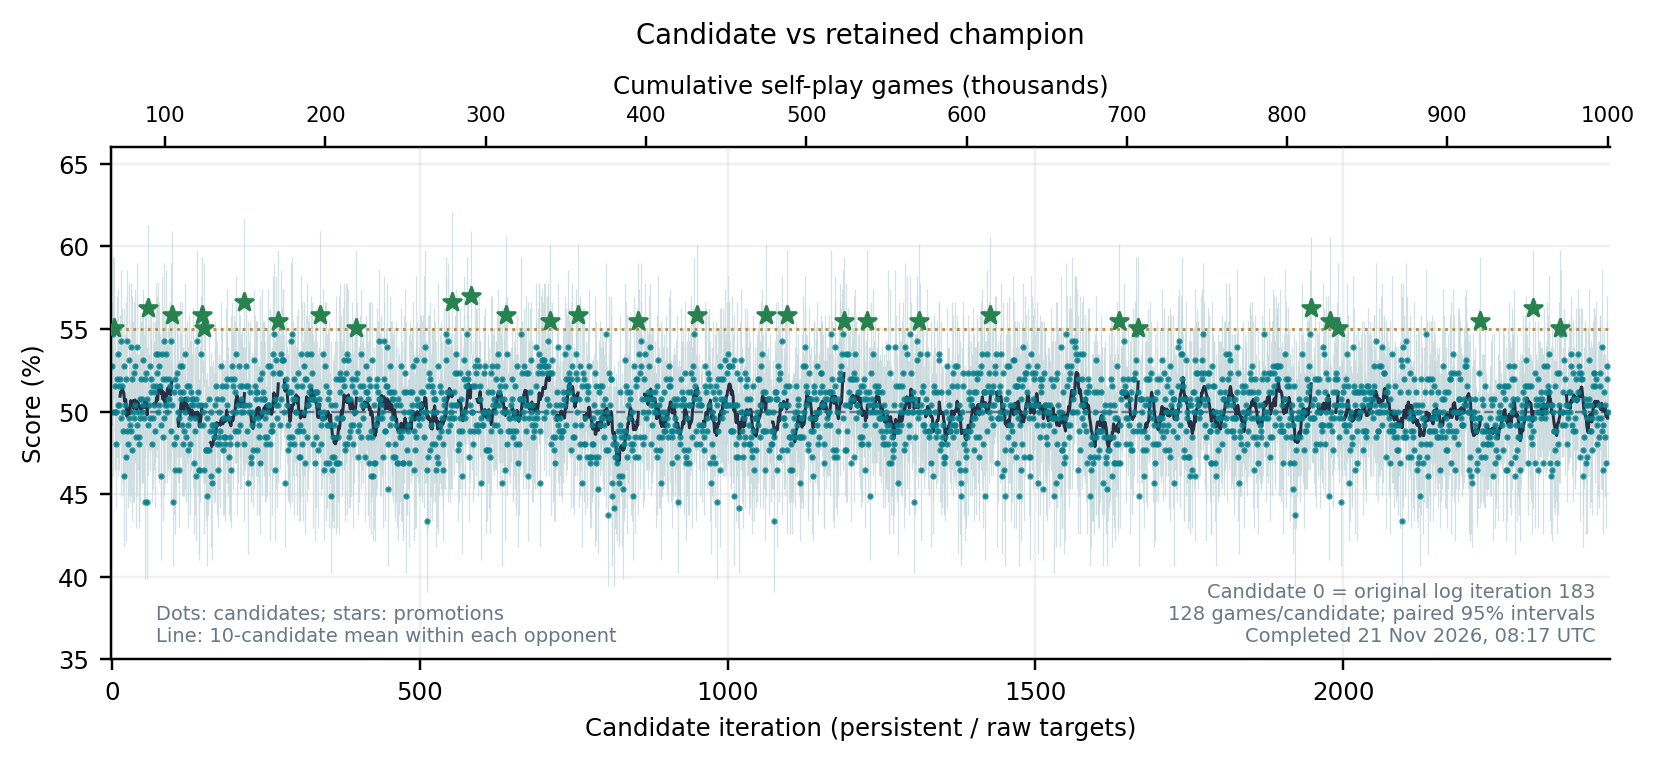 Candidate vs retained champion
Cumulative self-play games (thousands)
100 200 300 400 500 600 700 800 900 1000
65
60
55
50
45
40
35
Score (%)
Candidate 0 = original log iteration 183
128 games/candidate; paired 95% intervals
Completed 21 Nov 2026, 08:17 UTC
Dots: candidates; stars: promotions
Line: 10-candidate mean within each opponent
0 500 1000 1500 2000
Candidate iteration (persistent / raw targets)